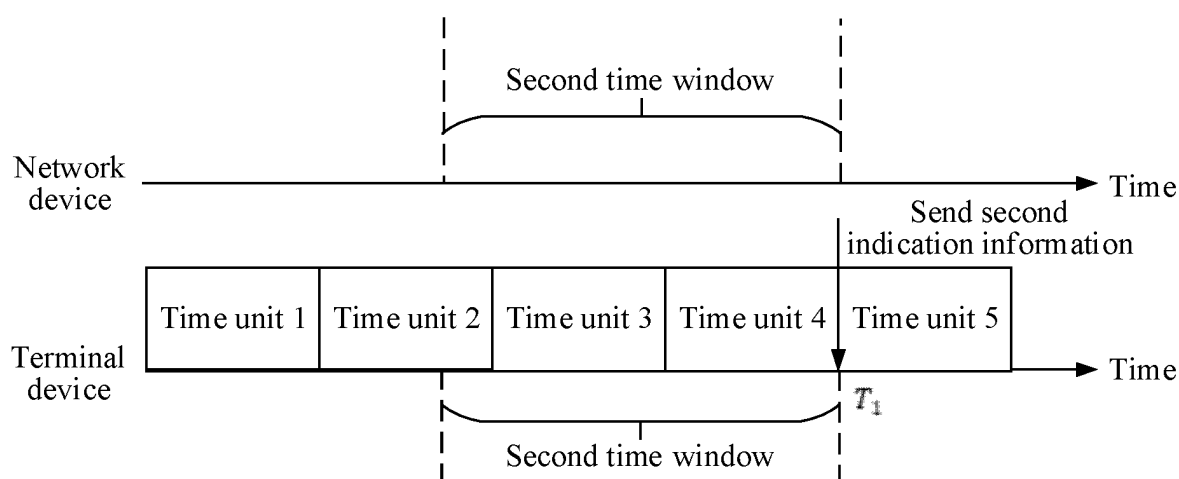 Second time window
Network
device
Time
Send second
indication information
Time unit 1
Time unit 2
Time unit 3
Time unit 4
Time unit 5
Terminal
device
Time
T₁
Second time window